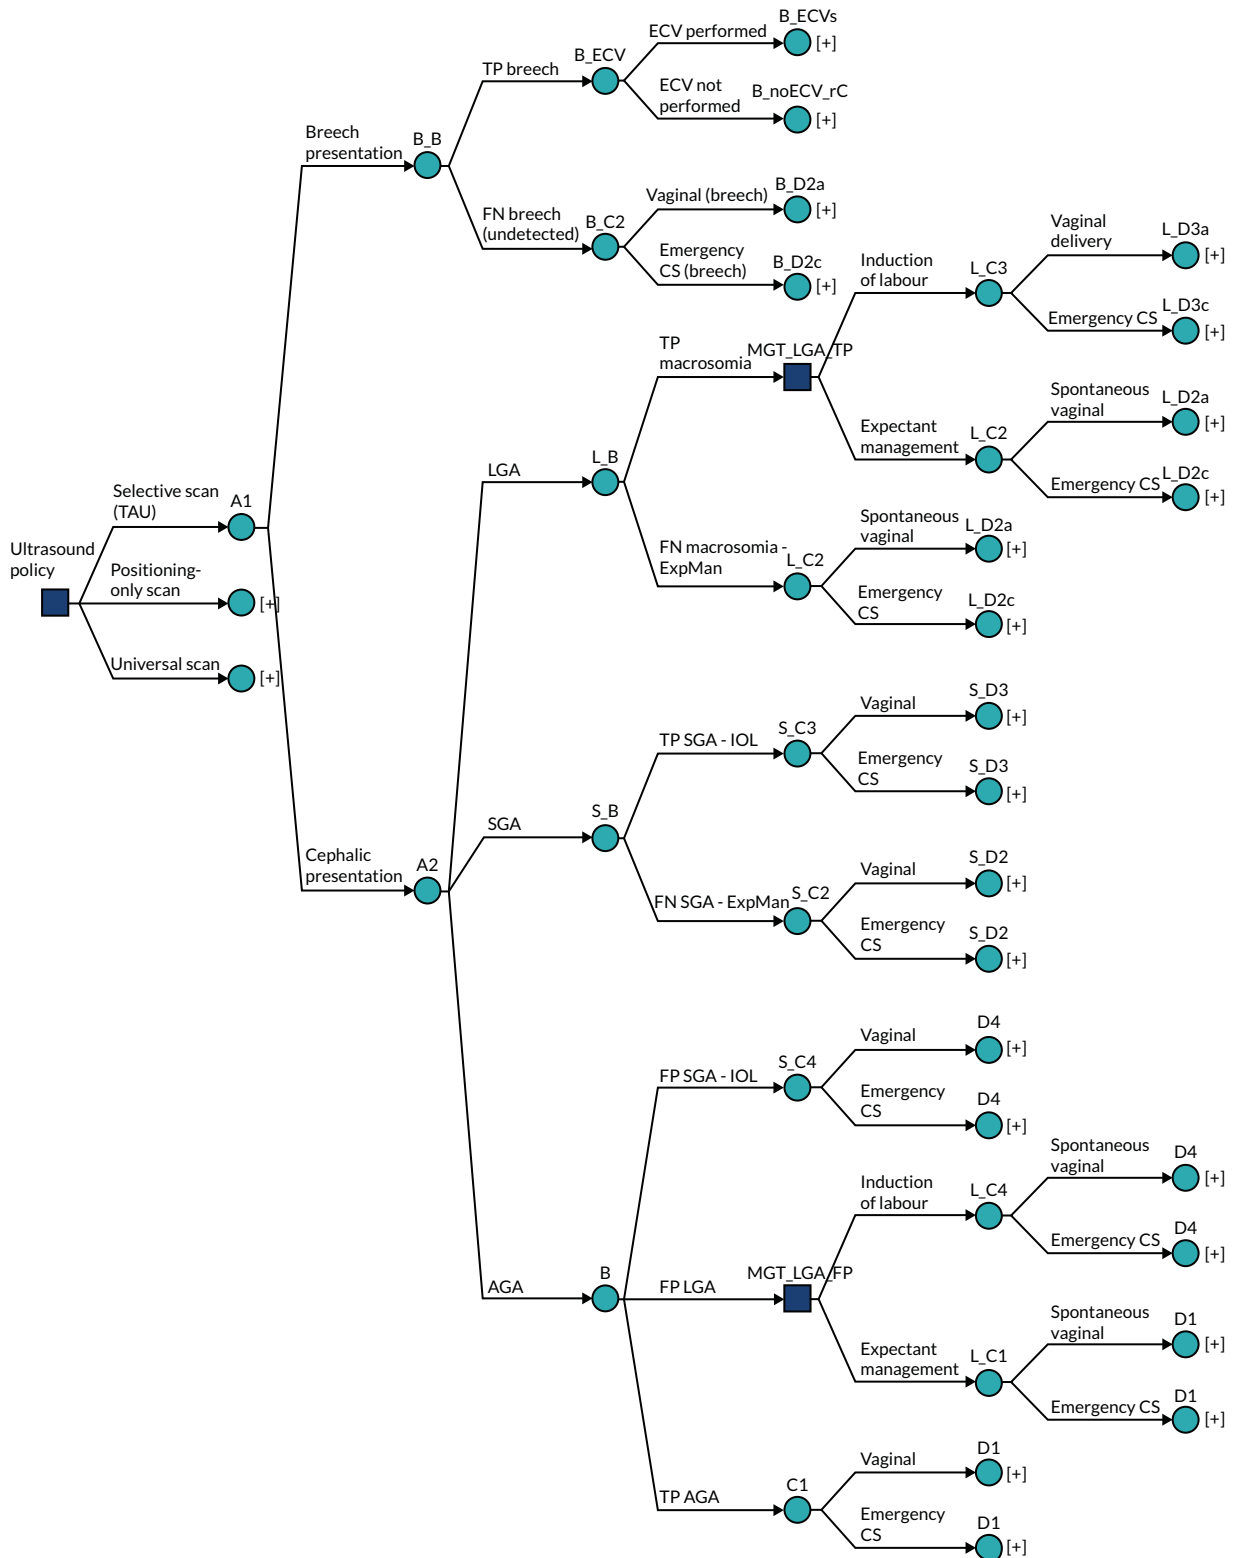 B_ECVs
ECV performed
[+]
B_ECV
TP breech
ECV not
performed
B_noECV_rC
[+]
Breech
presentation
B_B
FN breech
(undetected)
B_C2
Vaginal (breech)
B_D2a
[+]
Emergency
CS (breech)
B_D2c
[+]
Ultrasound
policy
Selective scan
(TAU)
A1
Positioning-
only scan
[+]
Universal scan
[+]
Cephalic
presentation
A2
LGA
L_B
TP
macrosomia
MGT_LGA_TP
Induction
of labour
L_C3
Vaginal
delivery
L_D3a
[+]
Emergency CS
L_D3c
[+]
Expectant
management
L_C2
Spontaneous
vaginal
L_D2a
[+]
Emergency CS
L_D2c
[+]
FN macrosomia -
ExpMan
L_C2
Spontaneous
vaginal
L_D2a
[+]
Emergency
CS
L_D2c
[+]
SGA
S_B
TP SGA - IOL
S_C3
Vaginal
S_D3
[+]
Emergency
CS
S_D3
[+]
FN SGA - ExpMan
S_C2
Vaginal
S_D2
[+]
Emergency
CS
S_D2
[+]
AGA
B
FP SGA - IOL
S_C4
Vaginal
D4
[+]
Emergency
CS
D4
[+]
FP LGA
MGT_LGA_FP
Induction
of labour
L_C4
Spontaneous
vaginal
D4
[+]
Emergency CS
D4
[+]
Expectant
management
L_C1
Spontaneous
vaginal
D1
[+]
Emergency CS
D1
[+]
TP AGA
C1
Vaginal
D1
[+]
Emergency
CS
D1
[+]